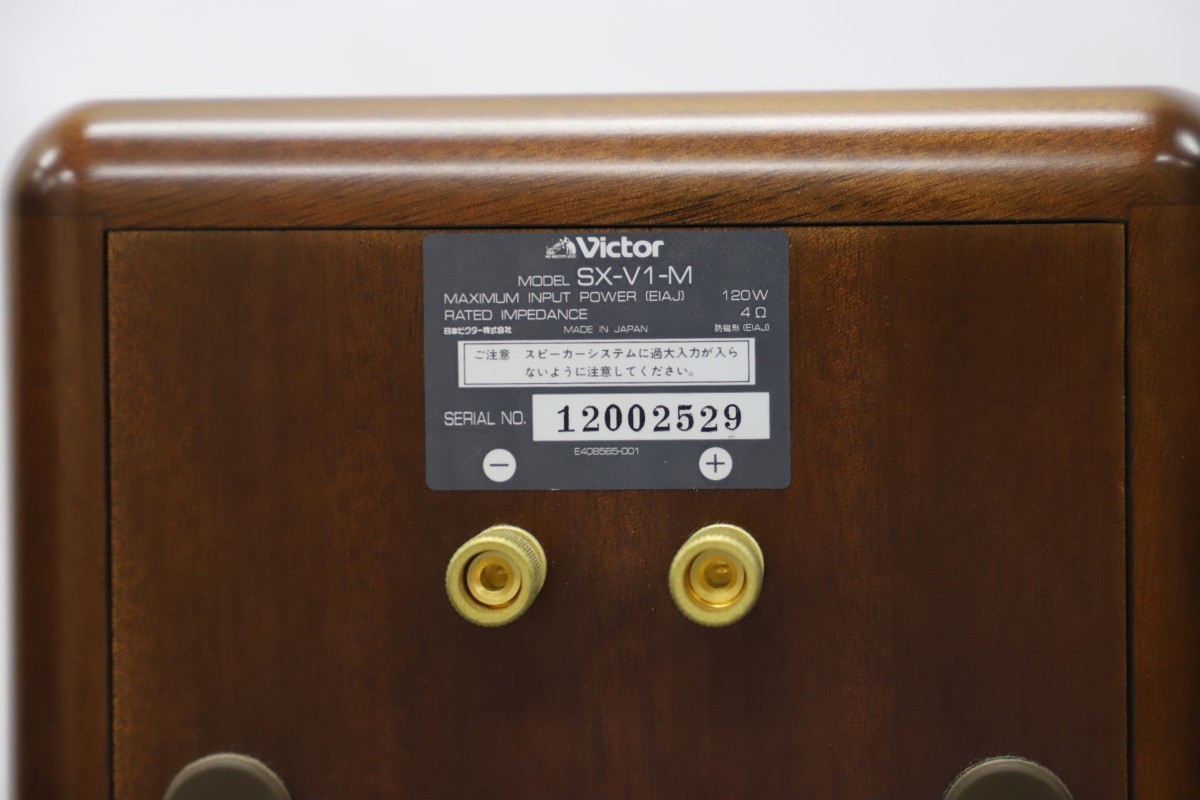 Victor
MODEL SX-V1-M
MAXIMUM INPUT POWER (EIAJ) 120W
RATED IMPEDANCE 4Ω
日本ビクター株式会社 MADE IN JAPAN 防磁形(EIAJ)
ご注意:スピーカーシステムに過大入力が入ら
ないように注意してください。
SERIAL NO. 12002529
E408565-001
− +